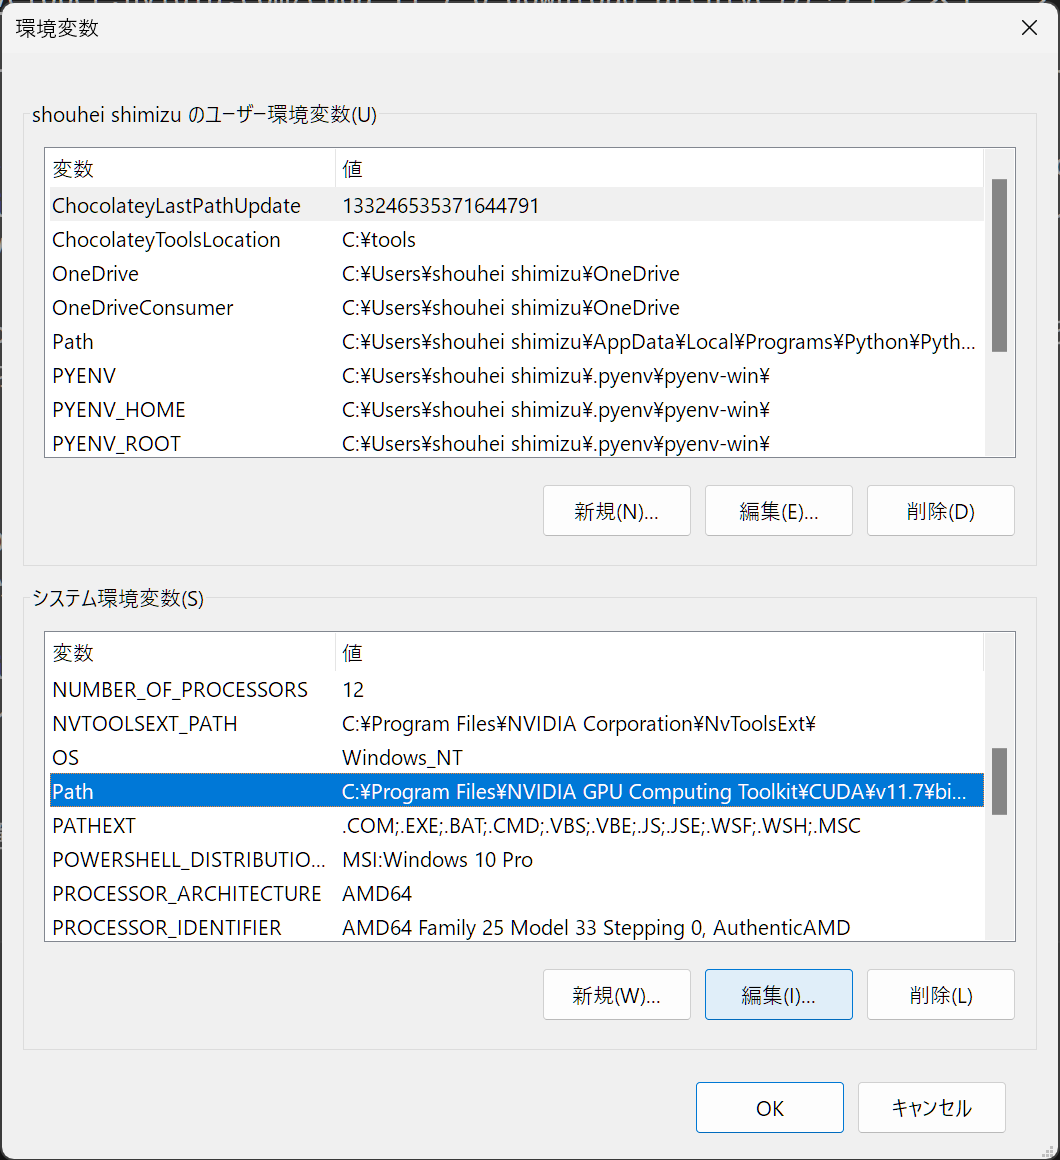 環境変数
shouhei shimizu のユーザー環境変数(U)
変数 値
ChocolateyLastPathUpdate 133246535371644791
ChocolateyToolsLocation C:¥tools
OneDrive C:¥Users¥shouhei shimizu¥OneDrive
OneDriveConsumer C:¥Users¥shouhei shimizu¥OneDrive
Path C:¥Users¥shouhei shimizu¥AppData¥Local¥Programs¥Python¥Pyth...
PYENV C:¥Users¥shouhei shimizu¥.pyenv¥pyenv-win¥
PYENV_HOME C:¥Users¥shouhei shimizu¥.pyenv¥pyenv-win¥
PYENV_ROOT C:¥Users¥shouhei shimizu¥.pyenv¥pyenv-win¥
新規(N)... 編集(E)... 削除(D)
システム環境変数(S)
変数 値
NUMBER_OF_PROCESSORS 12
NVTOOLSEXT_PATH C:¥Program Files¥NVIDIA Corporation¥NvToolsExt¥
OS Windows_NT
Path C:¥Program Files¥NVIDIA GPU Computing Toolkit¥CUDA¥v11.7¥bi...
PATHEXT .COM;.EXE;.BAT;.CMD;.VBS;.VBE;.JS;.JSE;.WSF;.WSH;.MSC
POWERSHELL_DISTRIBUTIO... MSI:Windows 10 Pro
PROCESSOR_ARCHITECTURE AMD64
PROCESSOR_IDENTIFIER AMD64 Family 25 Model 33 Stepping 0, AuthenticAMD
新規(W)... 編集(I)... 削除(L)
OK キャンセル